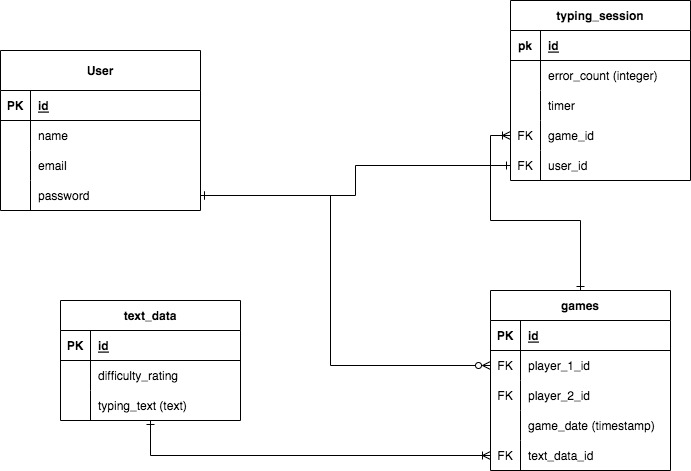 typing_session
pk id
error_count (integer)
timer
FK game_id
FK user_id
User
PK id
name
email
password
text_data
PK id
difficulty_rating
typing_text (text)
games
PK id
FK player_1_id
FK player_2_id
game_date (timestamp)
FK text_data_id